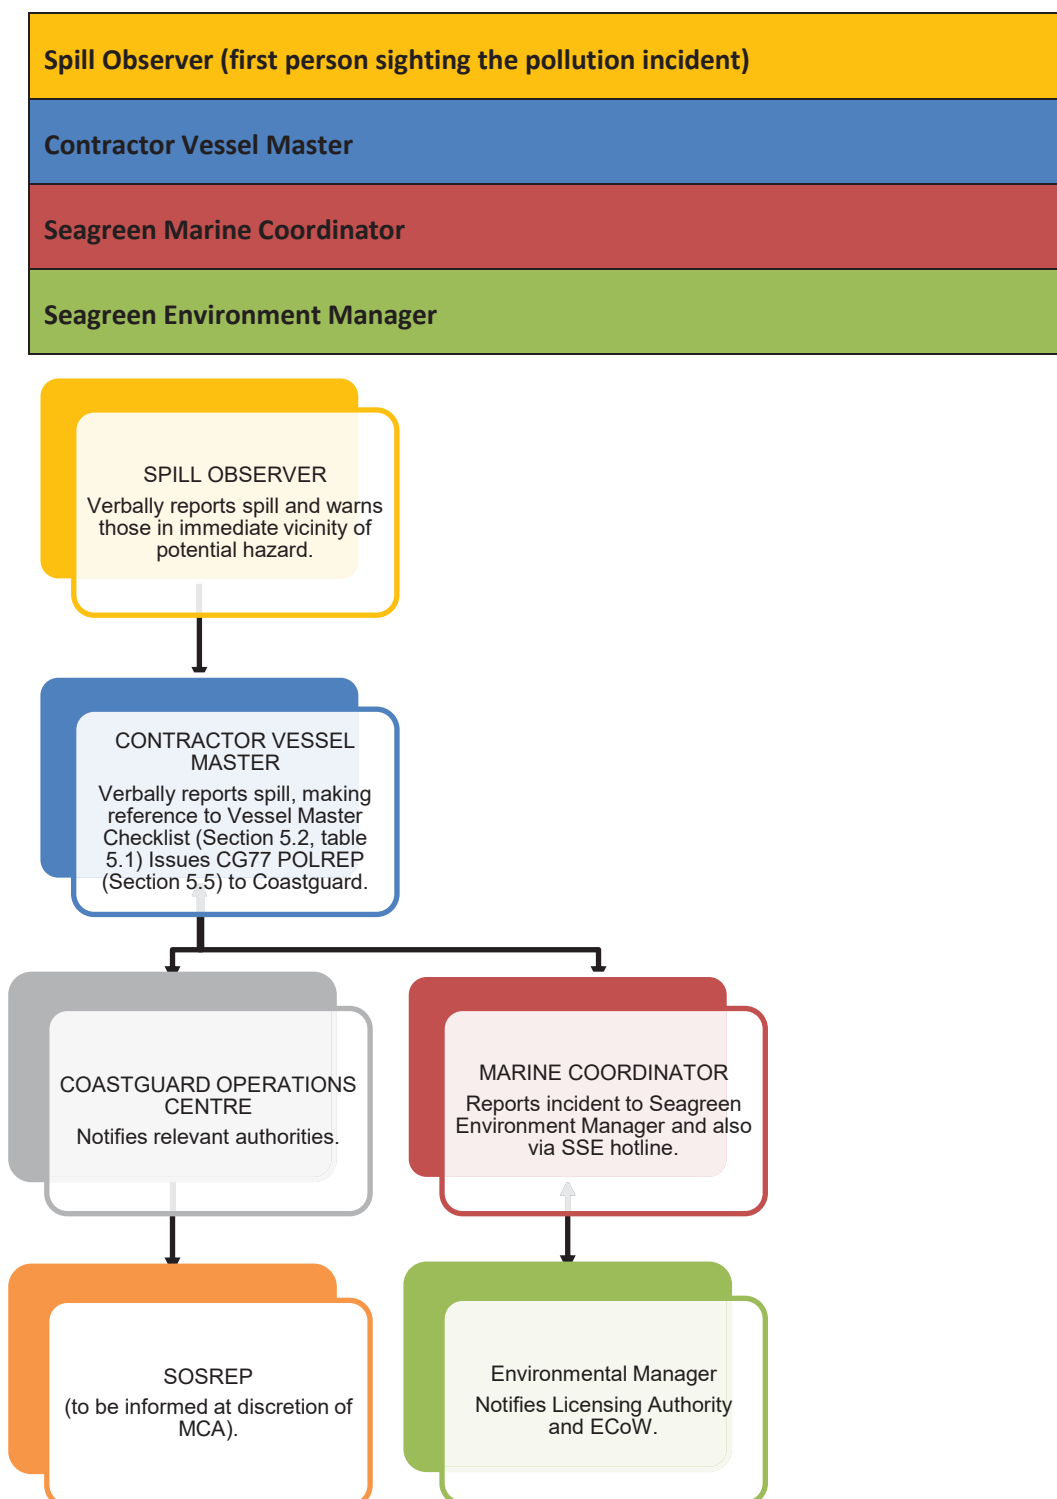 Spill Observer (first person sighting the pollution incident)
Contractor Vessel Master
Seagreen Marine Coordinator
Seagreen Environment Manager
SPILL OBSERVER
Verbally reports spill and warns
those in immediate vicinity of
potential hazard.
CONTRACTOR VESSEL
MASTER
Verbally reports spill, making
reference to Vessel Master
Checklist (Section 5.2, table
5.1) Issues CG77 POLREP
(Section 5.5) to Coastguard.
COASTGUARD OPERATIONS
CENTRE
Notifies relevant authorities.
MARINE COORDINATOR
Reports incident to Seagreen
Environment Manager and also
via SSE hotline.
SOSREP
(to be informed at discretion of
MCA).
Environmental Manager
Notifies Licensing Authority
and ECoW.